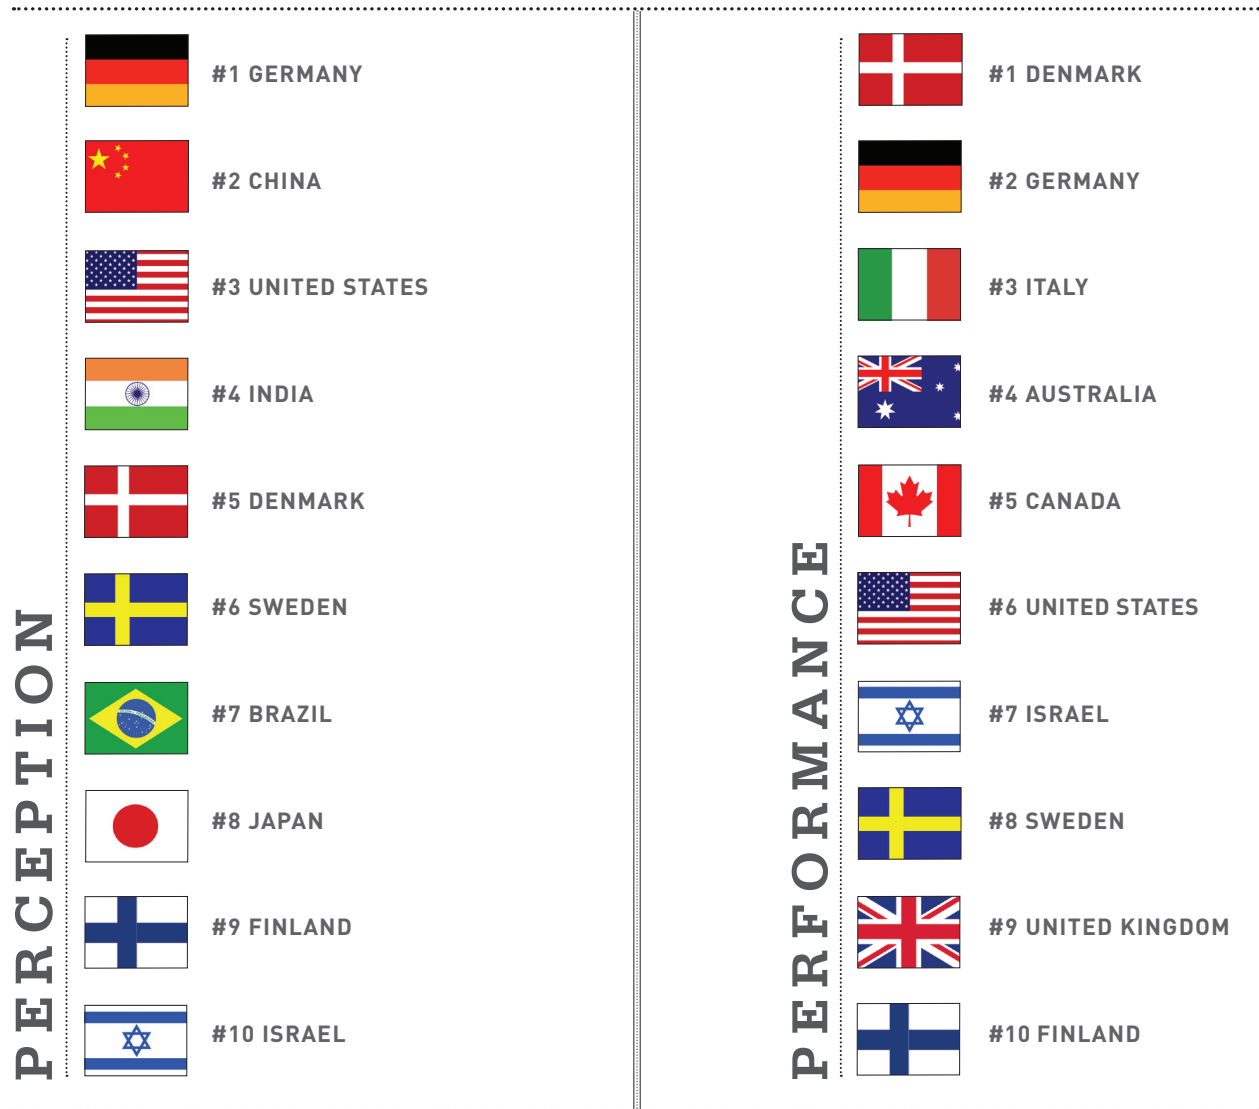 PERCEPTION
#1 GERMANY
#2 CHINA
#3 UNITED STATES
#4 INDIA
#5 DENMARK
#6 SWEDEN
#7 BRAZIL
#8 JAPAN
#9 FINLAND
#10 ISRAEL
PERFORMANCE
#1 DENMARK
#2 GERMANY
#3 ITALY
#4 AUSTRALIA
#5 CANADA
#6 UNITED STATES
#7 ISRAEL
#8 SWEDEN
#9 UNITED KINGDOM
#10 FINLAND